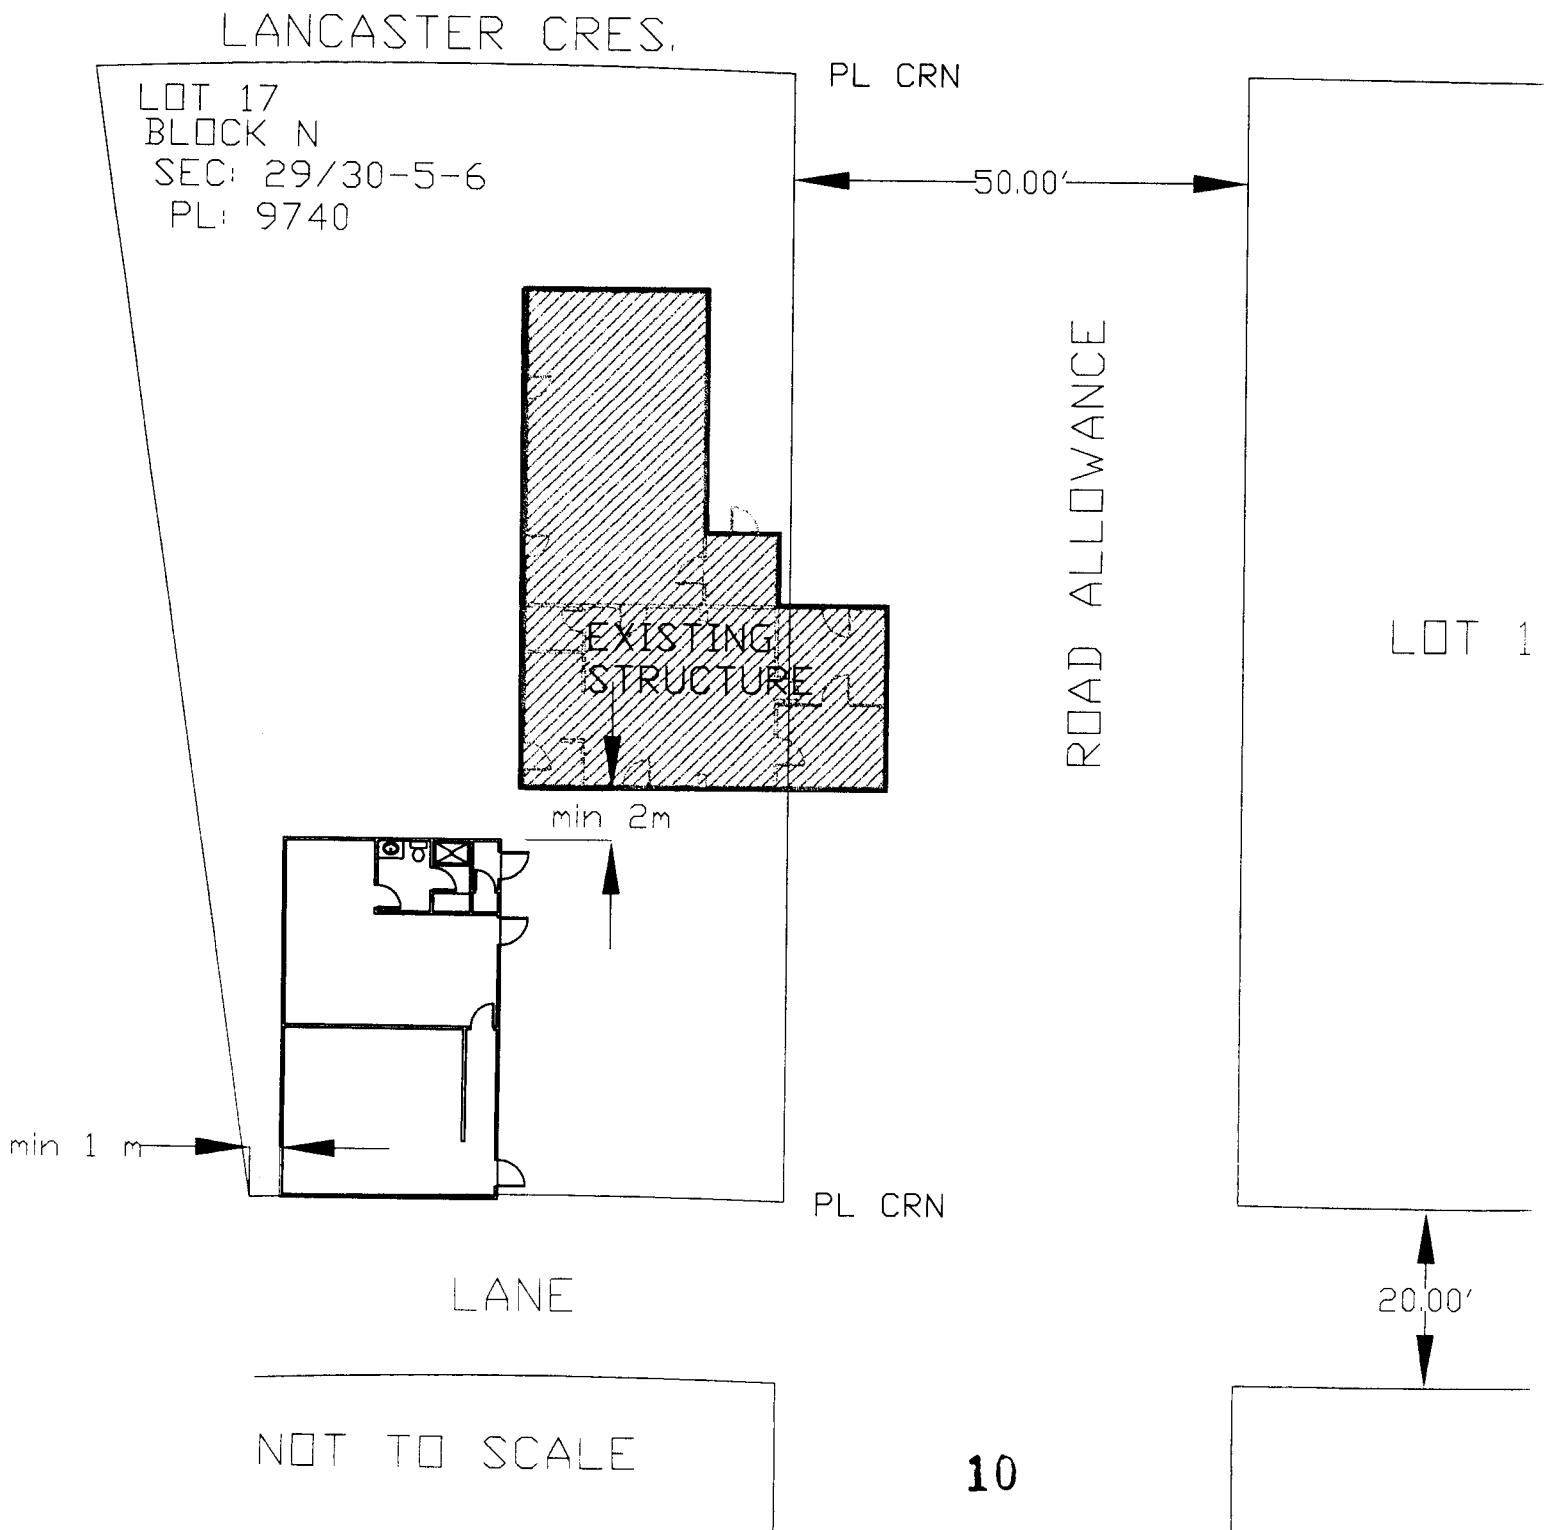 LANCASTER CRES.
PL CRN
LOT 17
BLOCK N
SEC: 29/30-5-6
PL: 9740
50.00'
ROAD ALLOWANCE
EXISTING
STRUCTURE
LOT 1
min 2m
min 1 m
PL CRN
LANE
20.00'
NOT TO SCALE
10